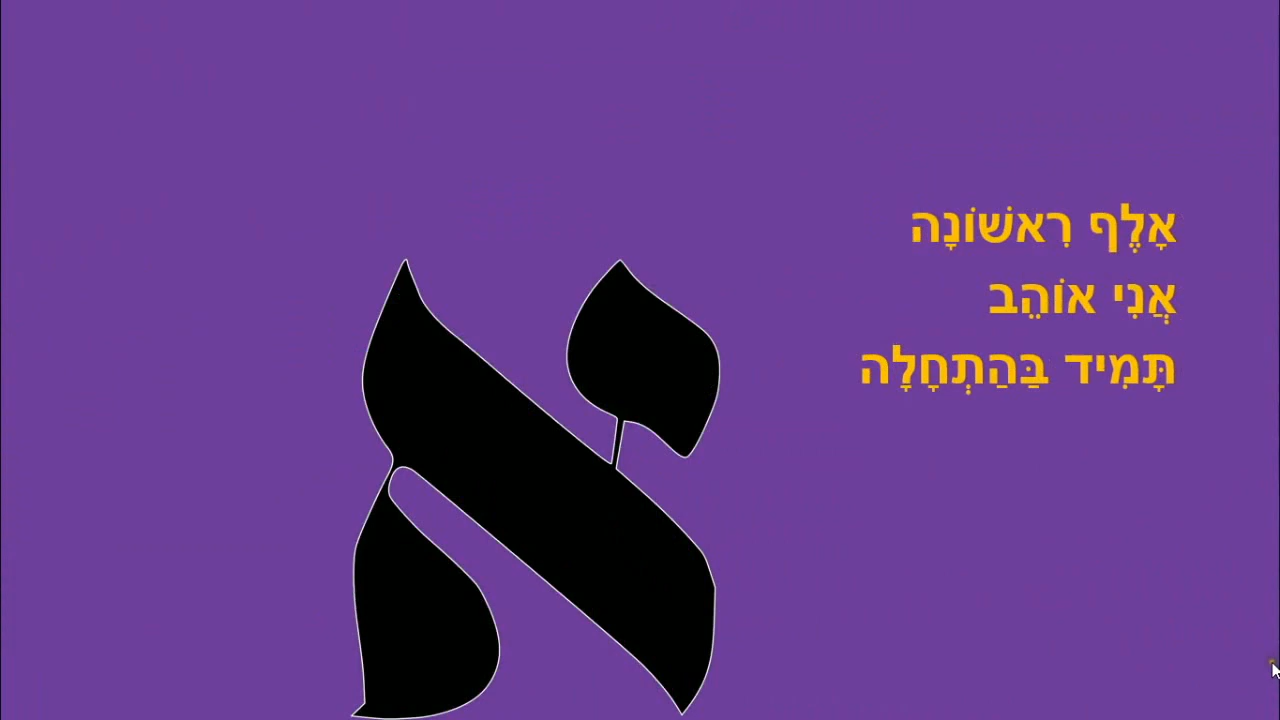 אָלֶף רִאשׁוֹנָה
אֲנִי אוֹהֵב
תָּמִיד בַּהַתְחָלָה
א